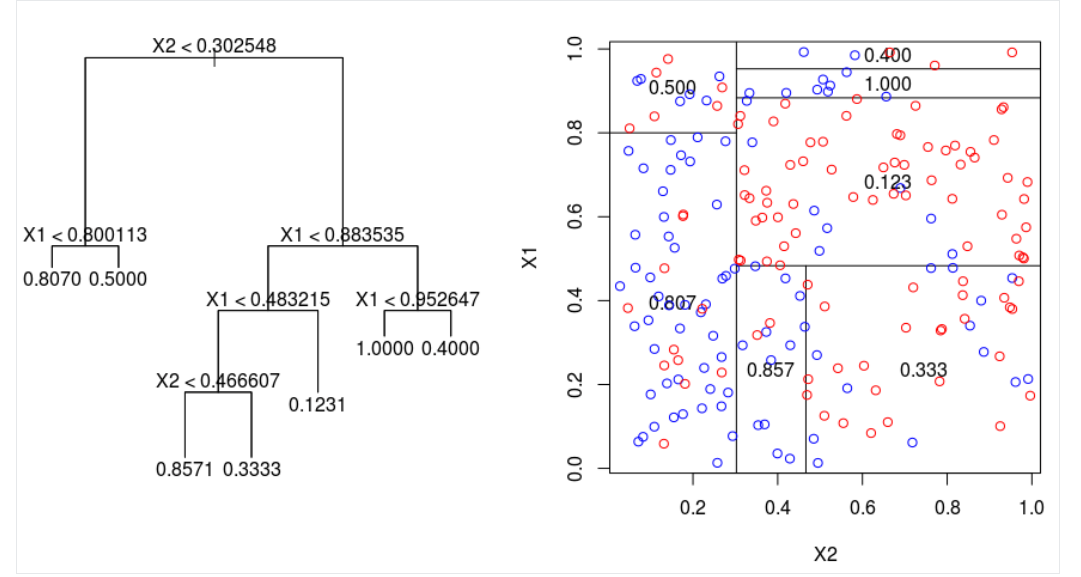 X2 < 0.302548
X1 < 0.800113
X1 < 0.883535
0.8070 0.5000
X1 < 0.483215
X1 < 0.952647
1.0000 0.4000
X2 < 0.466607
0.1231
0.8571 0.3333
X1
0.0 0.2 0.4 0.6 0.8 1.0
0.400
0.500
1.000
0.123
0.807
0.857
0.333
0.2 0.4 0.6 0.8 1.0
X2